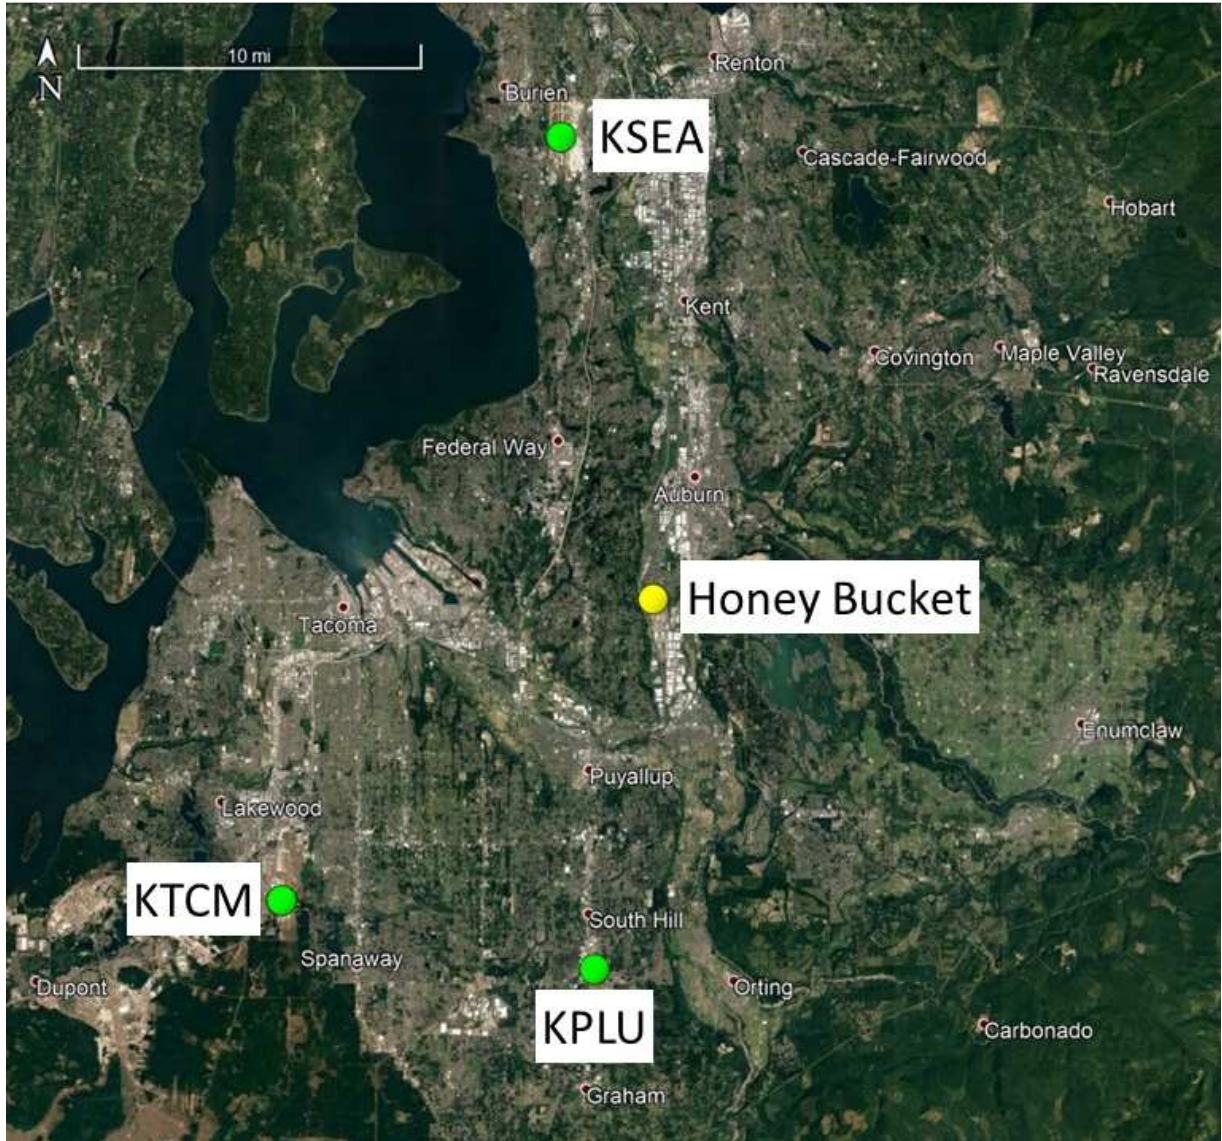 10 mi
N
Renton
Burien
KSEA
Cascade-Fairwood
Hobart
Kent
Covington
Maple Valley
Ravensdale
Federal Way
Auburn
Honey Bucket
Tacoma
Enumclaw
Puyallup
Lakewood
KTCM
South Hill
Spanaway
Dupont
Orting
KPLU
Carbonado
Graham